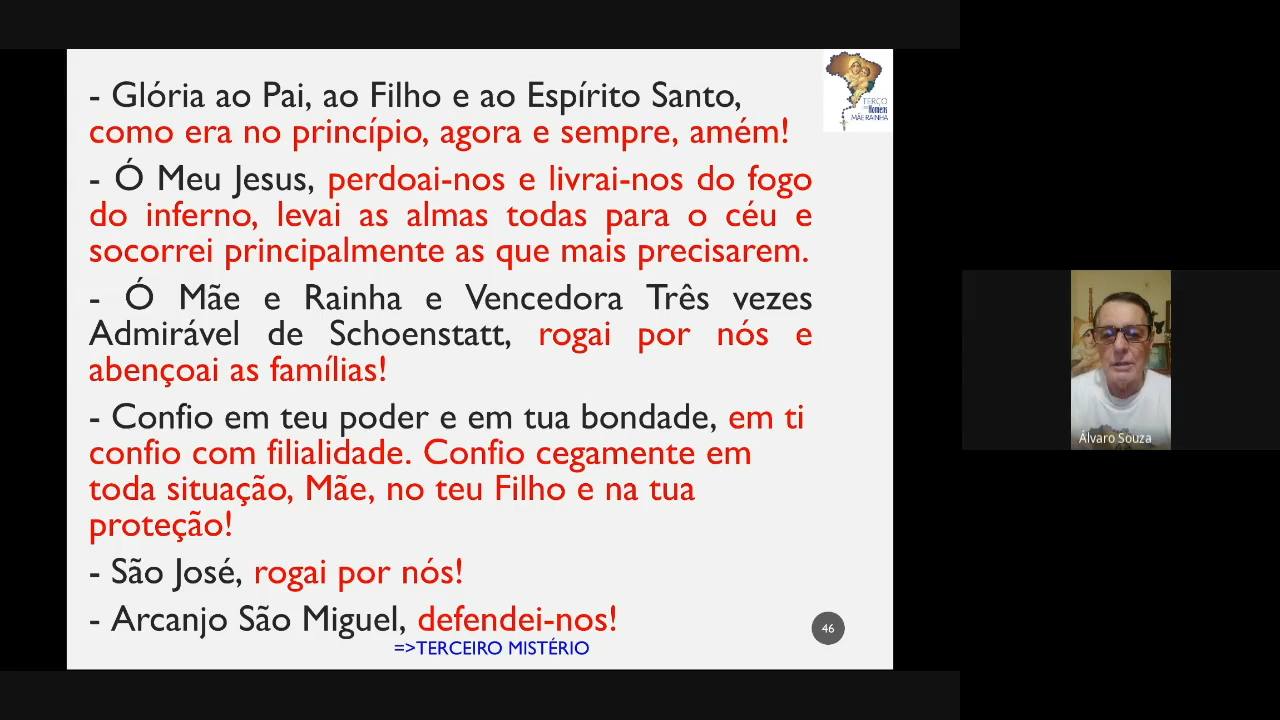 - Glória ao Pai, ao Filho e ao Espírito Santo,
como era no princípio, agora e sempre, amém!
- Ó Meu Jesus, perdoai-nos e livrai-nos do fogo
do inferno, levai as almas todas para o céu e
socorrei principalmente as que mais precisarem.
- Ó Mãe e Rainha e Vencedora Três vezes
Admirável de Schoenstatt, rogai por nós e
abençoai as famílias!
- Confio em teu poder e em tua bondade, em ti
confio com filialidade. Confio cegamente em
toda situação, Mãe, no teu Filho e na tua
proteção!
- São José, rogai por nós!
- Arcanjo São Miguel, defendei-nos!
=>TERCEIRO MISTÉRIO
46
TERÇO
Homens
MÃE RAINHA
Álvaro Souza